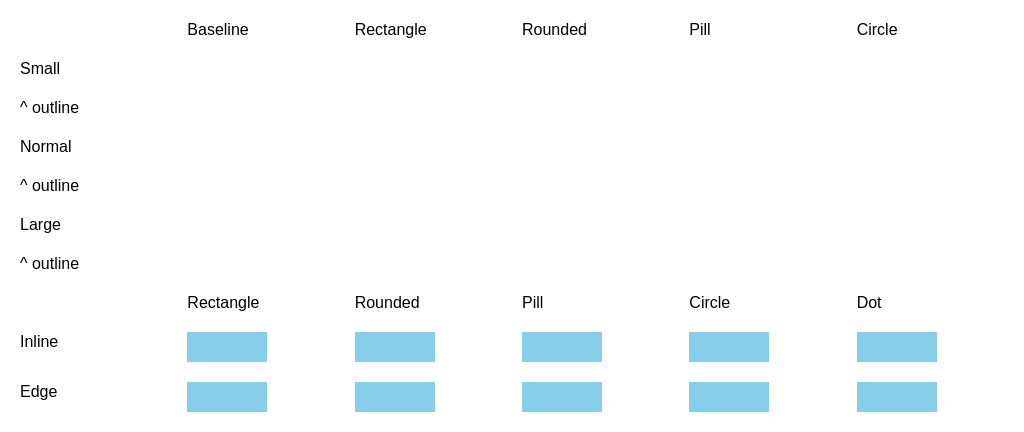 Baseline Rectangle Rounded Pill Circle
Small
^ outline
Normal
^ outline
Large
^ outline
Rectangle Rounded Pill Circle Dot
Inline
Edge